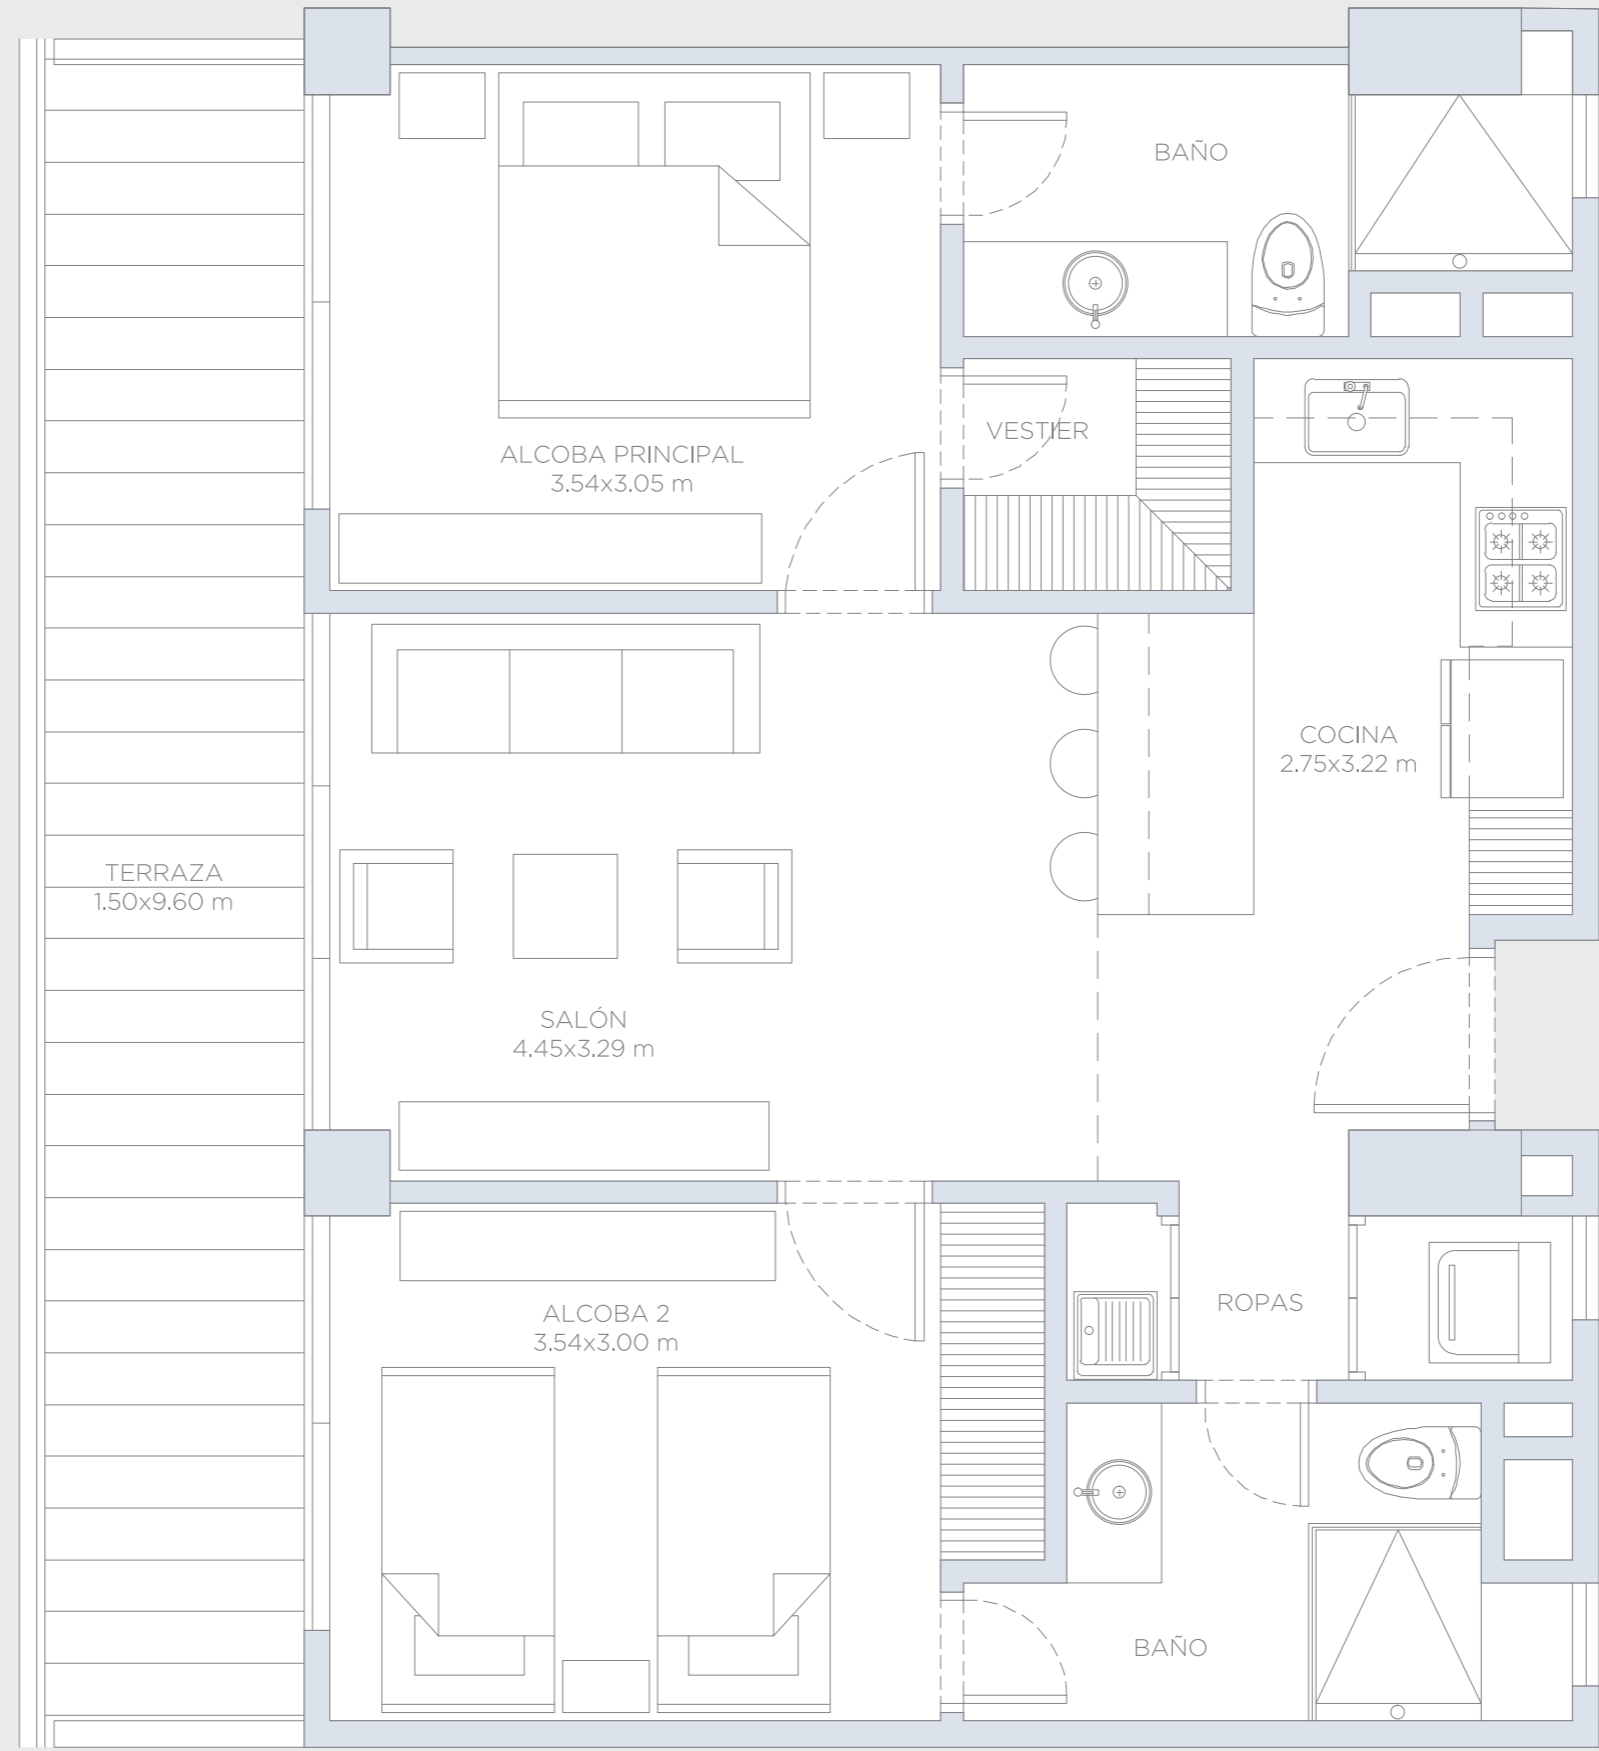 BAÑO
VESTIER
ALCOBA PRINCIPAL
3.54x3.05 m
COCINA
2.75x3.22 m
TERRAZA
1.50x9.60 m
SALÓN
4.45x3.29 m
ROPAS
ALCOBA 2
3.54x3.00 m
BAÑO